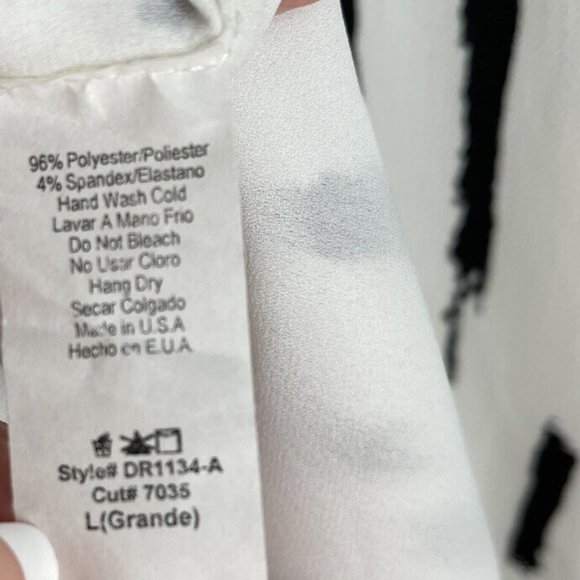 96% Polyester/Poliester
4% Spandex/Elastano
Hand Wash Cold
Lavar A Mano Frio
Do Not Bleach
No Usar Cloro
Hang Dry
Secar Colgado
Made in U.S.A
Hecho en E.U.A.
Style# DR1134-A
Cut# 7035
L(Grande)